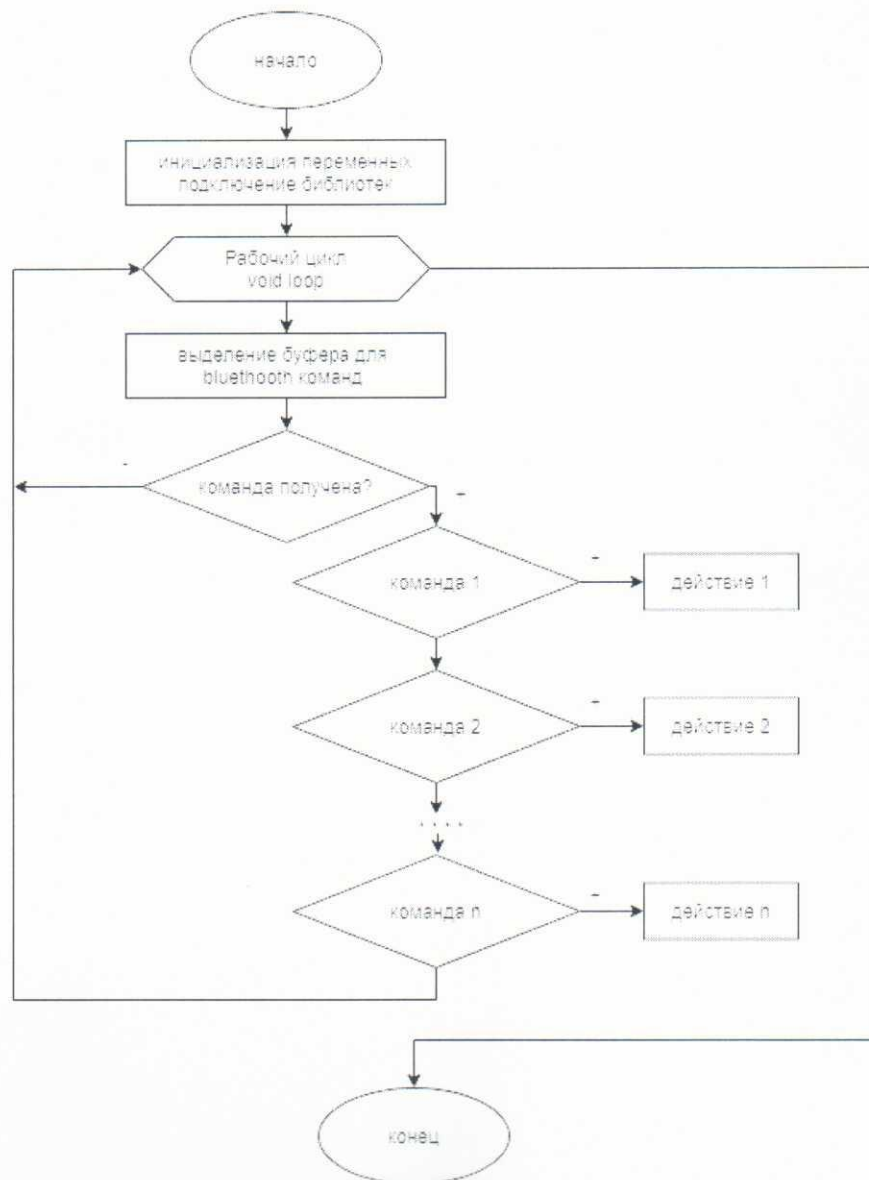 начало
инициализация переменных
подключение библиотек
Рабочий цикл
void loop
выделение буфера для
bluethooth команд
-
команда получена?
команда 1
действие 1
команда 2
действие 2
. . . .
команда n
действие n
конец